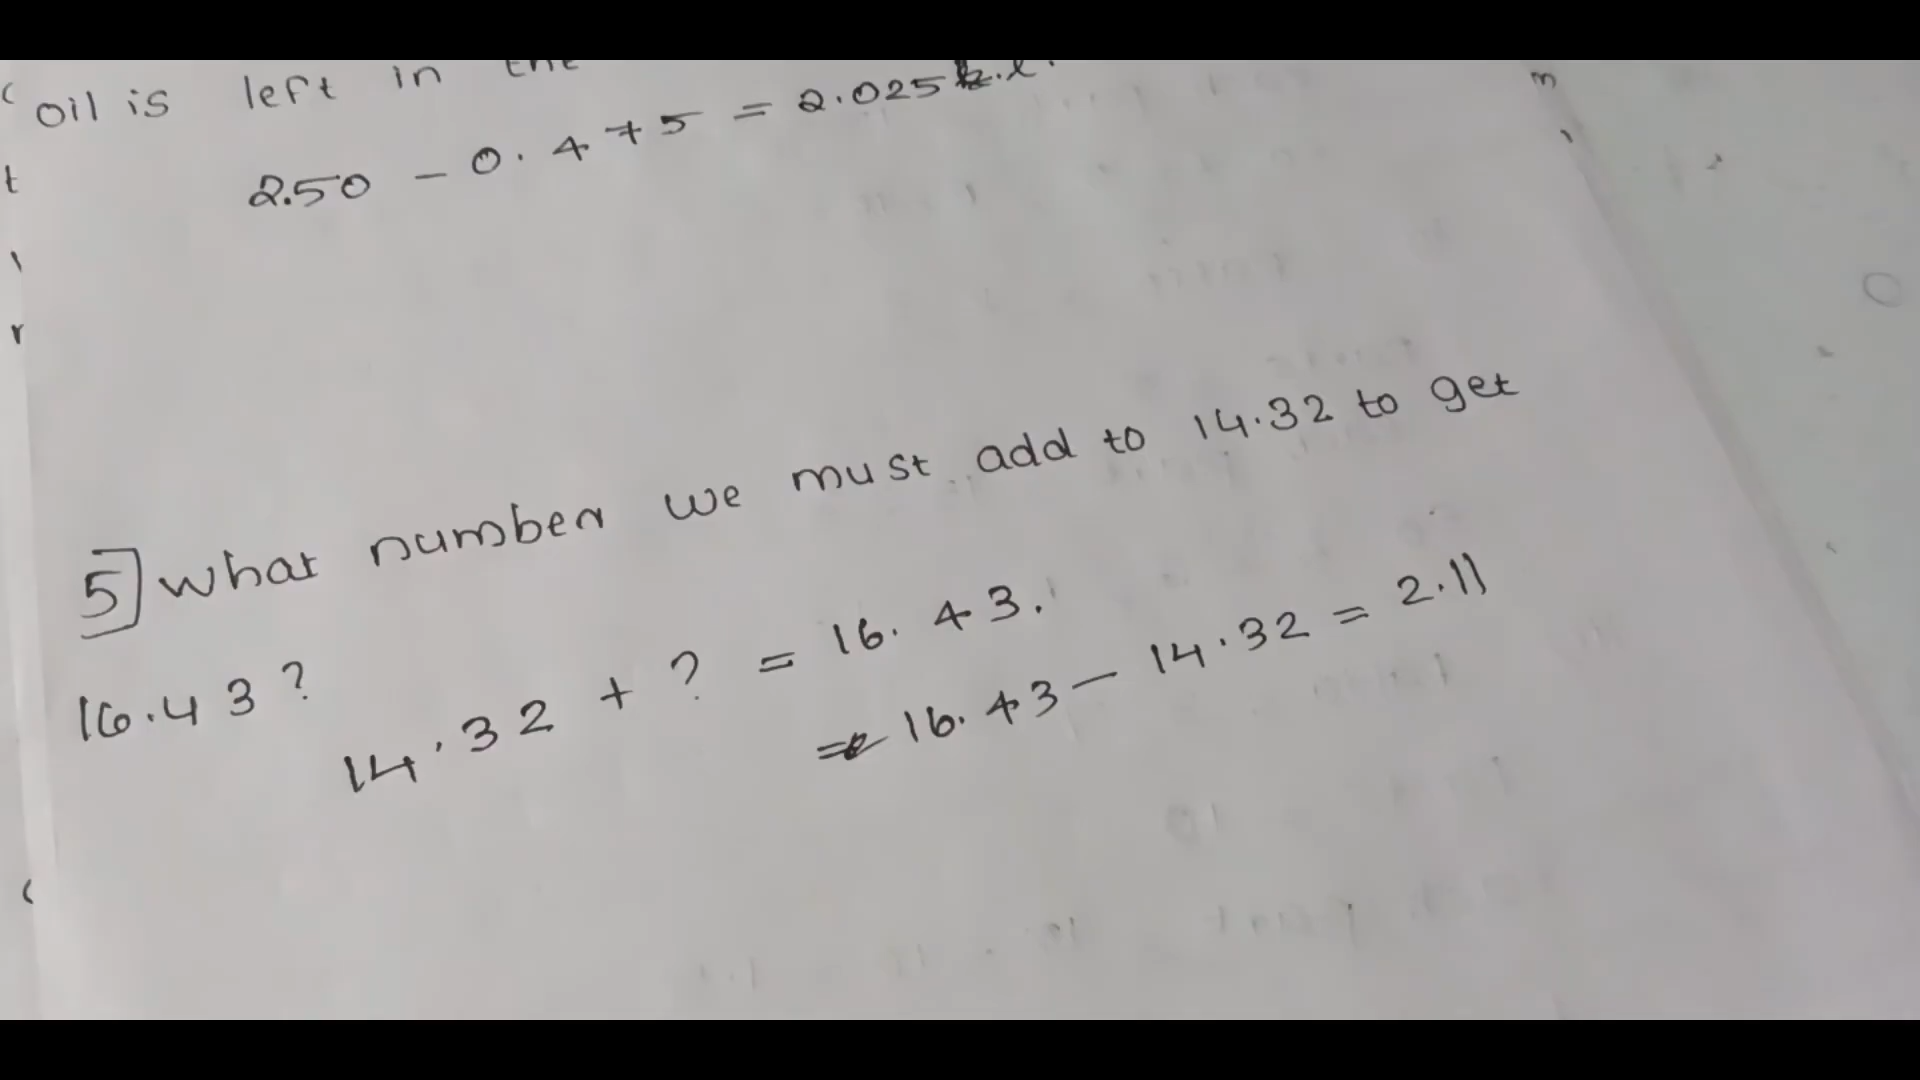 oil is left in the
2.50 - 0.475 = 2.025 l.
5] What number we must add to 14.32 to get
16.43?
14.32 + ? = 16.43.
⇒ 16.43 - 14.32 = 2.11